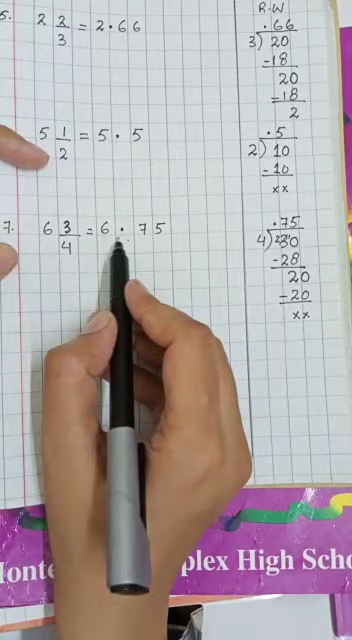 5. 2 2/3 = 2.66
5 1/2 = 5.5
7. 6 3/4 = 6.75
R.W
.66
3) 20
-18
20
-18
2
.5
2) 10
-10
xx
.75
4) 30
-28
20
-20
xx
plex High Scho